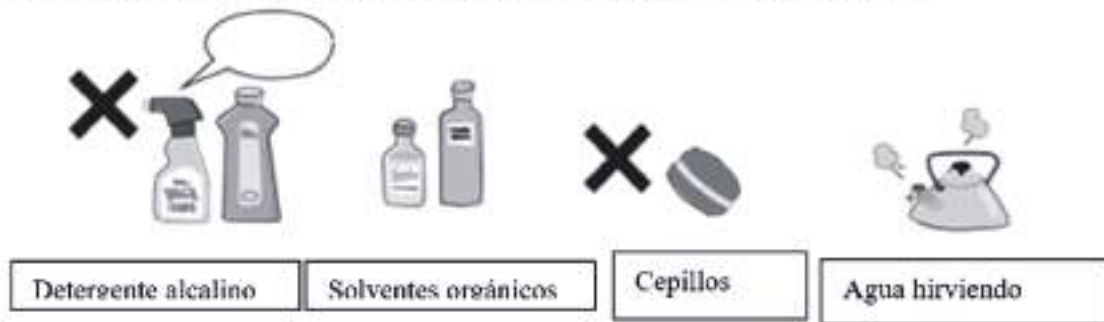 Detergente alcalino
Solventes orgánicos
Cepillos
Agua hirviendo